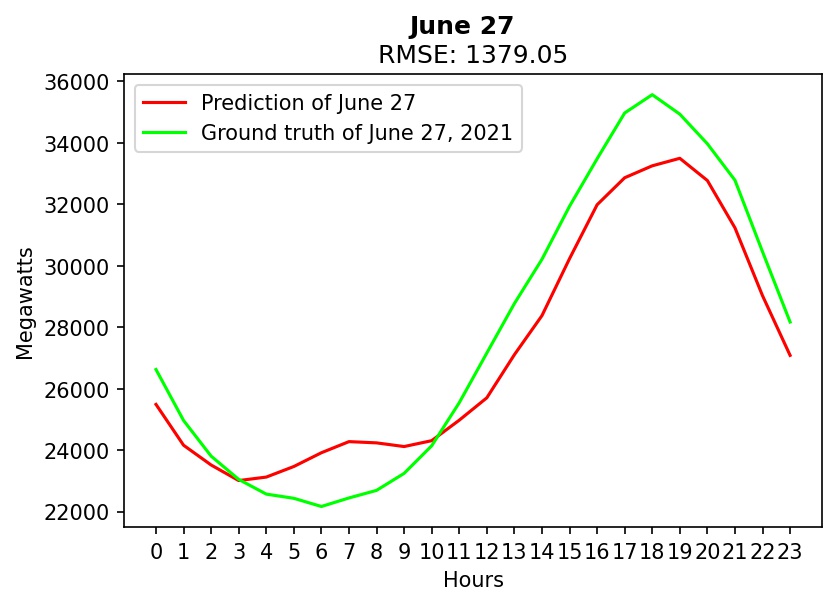 June 27
RMSE: 1379.05
36000
34000
32000
30000
28000
26000
24000
22000
Megawatts
Prediction of June 27
Ground truth of June 27, 2021
0 1 2 3 4 5 6 7 8 9 10 11 12 13 14 15 16 17 18 19 20 21 22 23
Hours